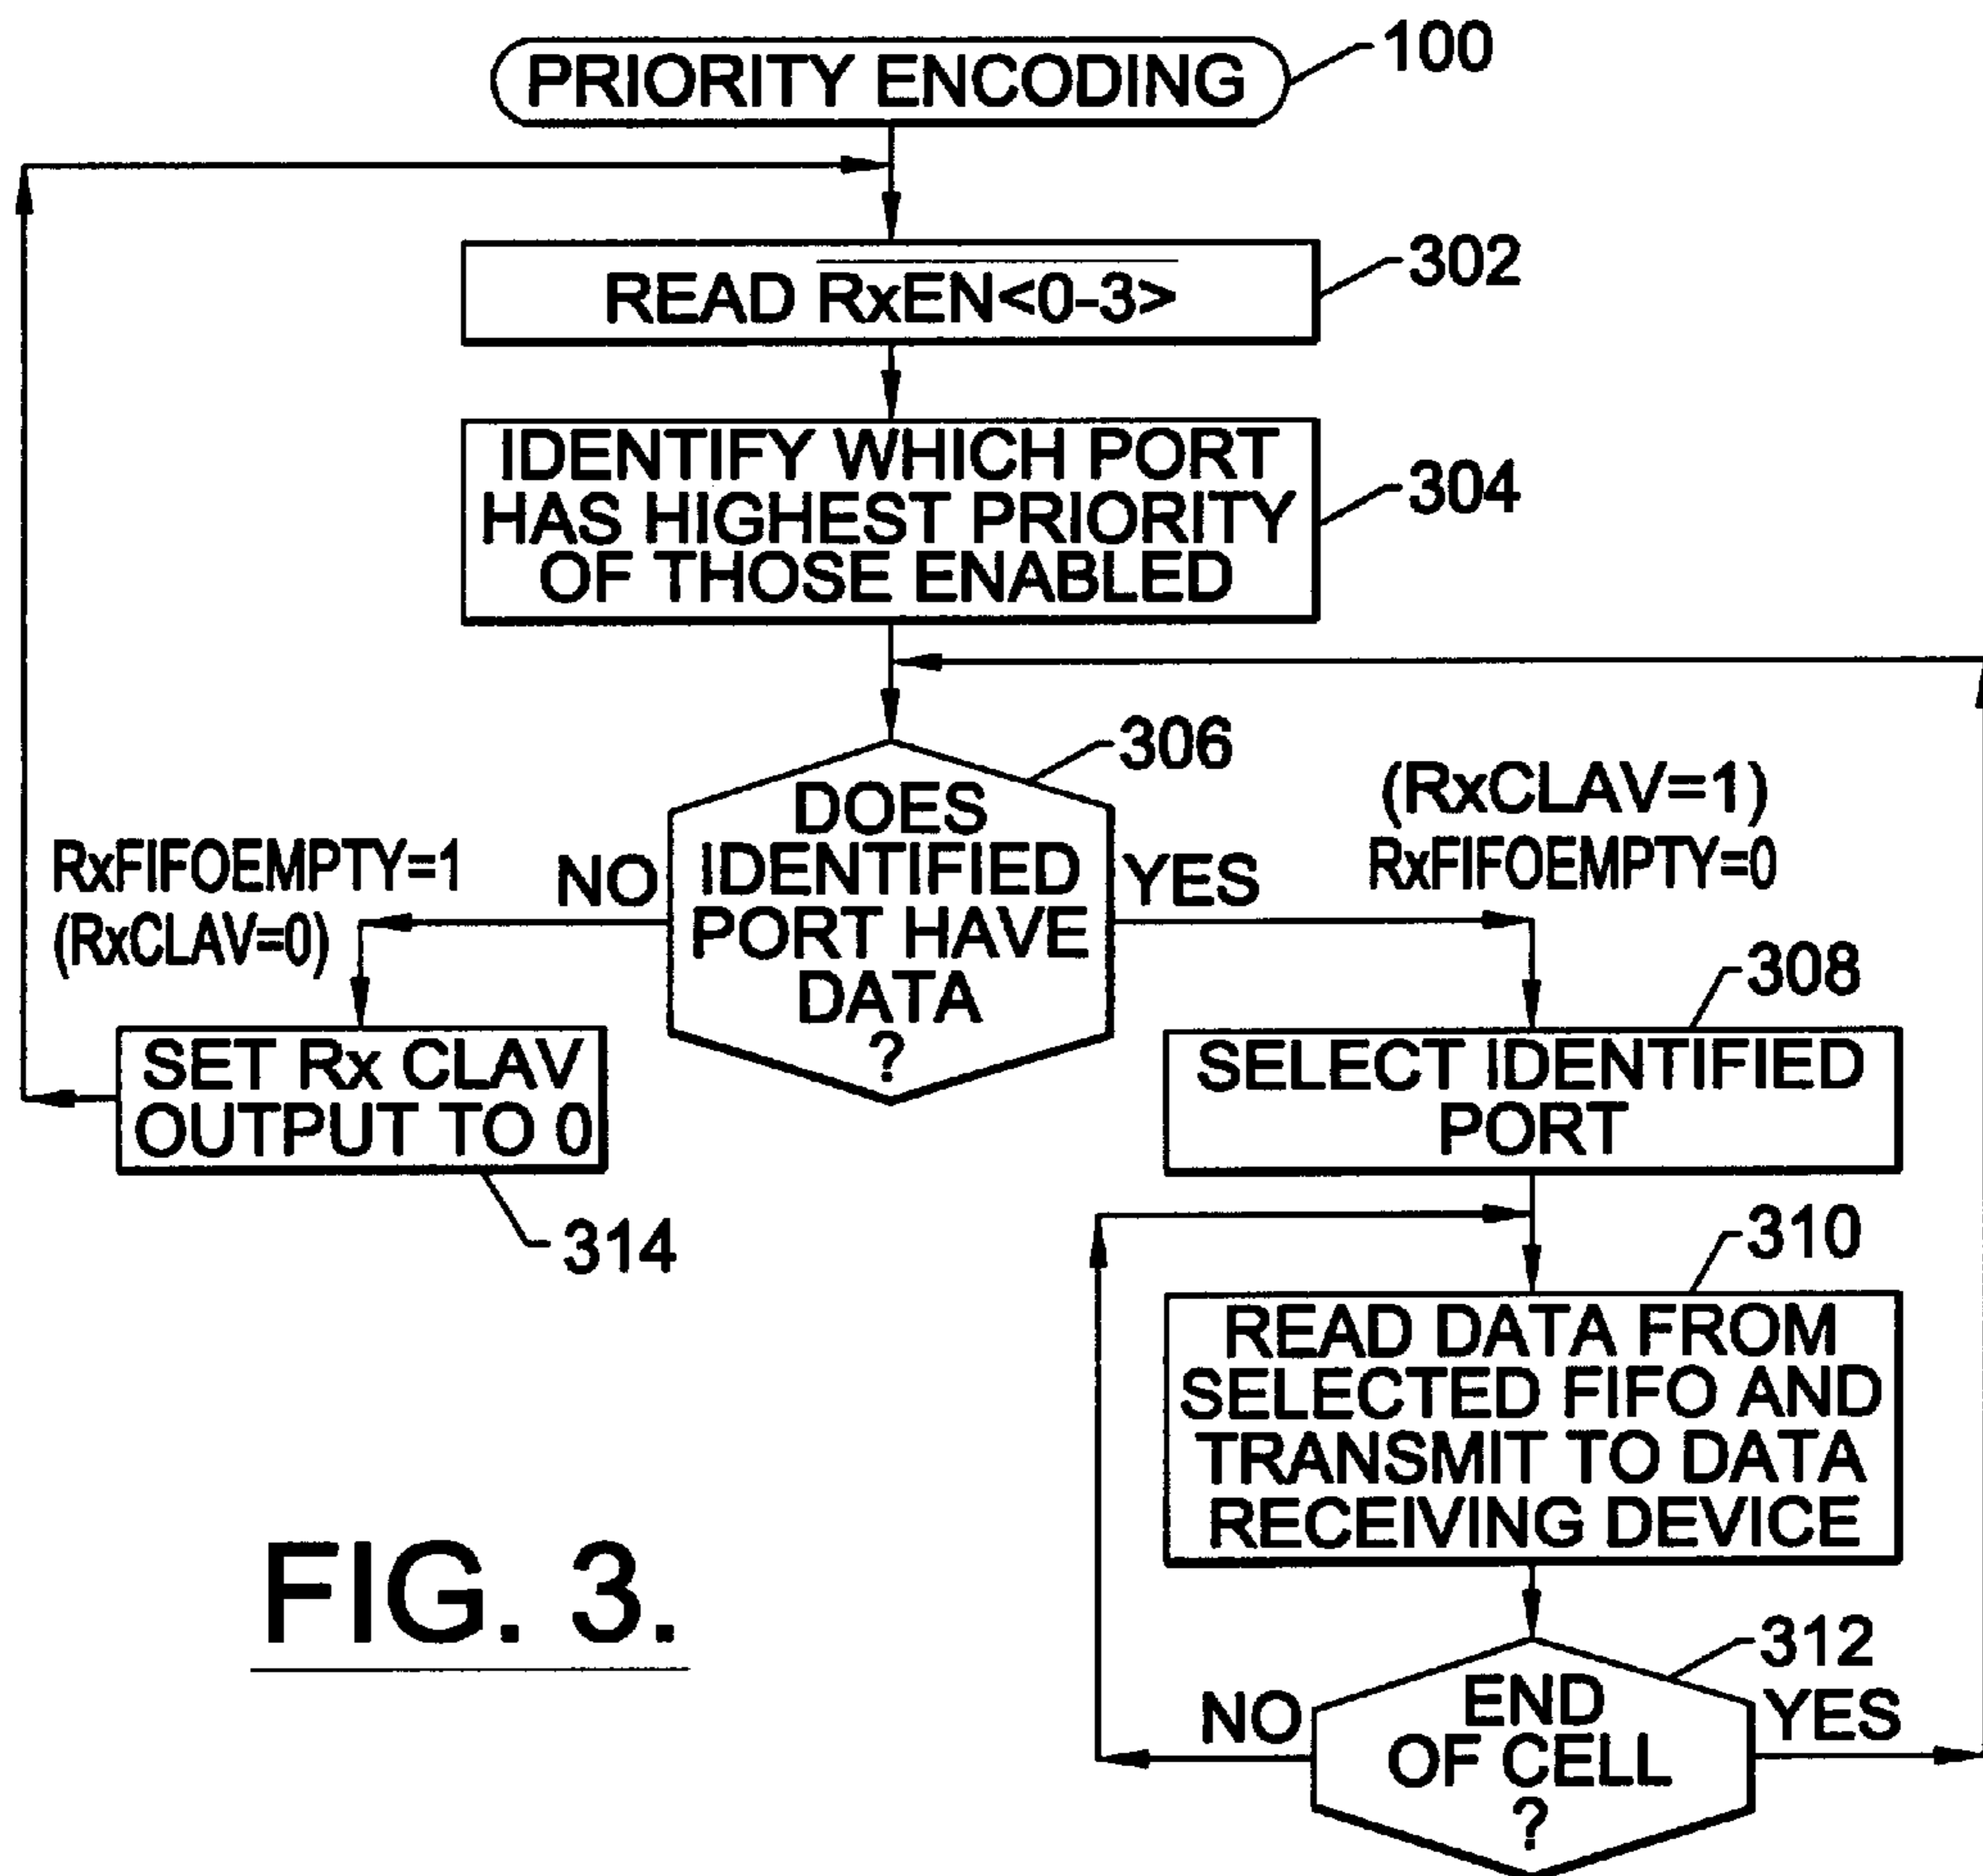 PRIORITY ENCODING
100
READ RxEN<0-3>
302
IDENTIFY WHICH PORT
HAS HIGHEST PRIORITY
OF THOSE ENABLED
304
306
DOES
IDENTIFIED
PORT HAVE
DATA
?
NO
YES
RxFIFOEMPTY=1
(RxCLAV=0)
(RxCLAV=1)
RxFIFOEMPTY=0
SET Rx CLAV
OUTPUT TO 0
314
308
SELECT IDENTIFIED
PORT
310
READ DATA FROM
SELECTED FIFO AND
TRANSMIT TO DATA
RECEIVING DEVICE
312
END
OF CELL
?
NO
YES
FIG. 3.